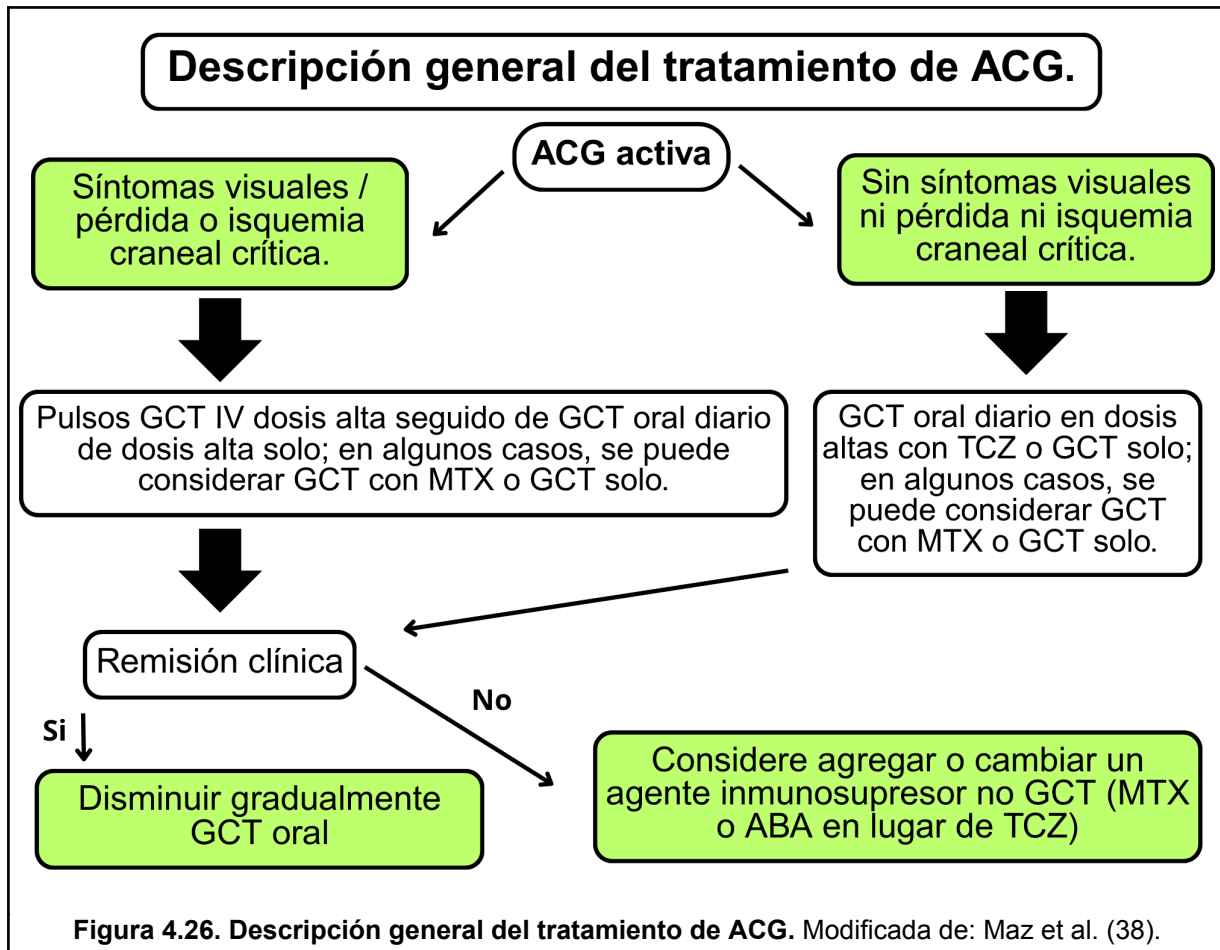 Descripción general del tratamiento de ACG.
ACG activa
Síntomas visuales /
pérdida o isquemia
craneal crítica.
Sin síntomas visuales
ni pérdida ni isquemia
craneal crítica.
Pulsos GCT IV dosis alta seguido de GCT oral diario
de dosis alta solo; en algunos casos, se puede
considerar GCT con MTX o GCT solo.
GCT oral diario en dosis
altas con TCZ o GCT solo;
en algunos casos, se
puede considerar GCT
con MTX o GCT solo.
Remisión clínica
Si
No
Disminuir gradualmente
GCT oral
Considere agregar o cambiar un
agente inmunosupresor no GCT (MTX
o ABA en lugar de TCZ)
Figura 4.26. Descripción general del tratamiento de ACG. Modificada de: Maz et al. (38).